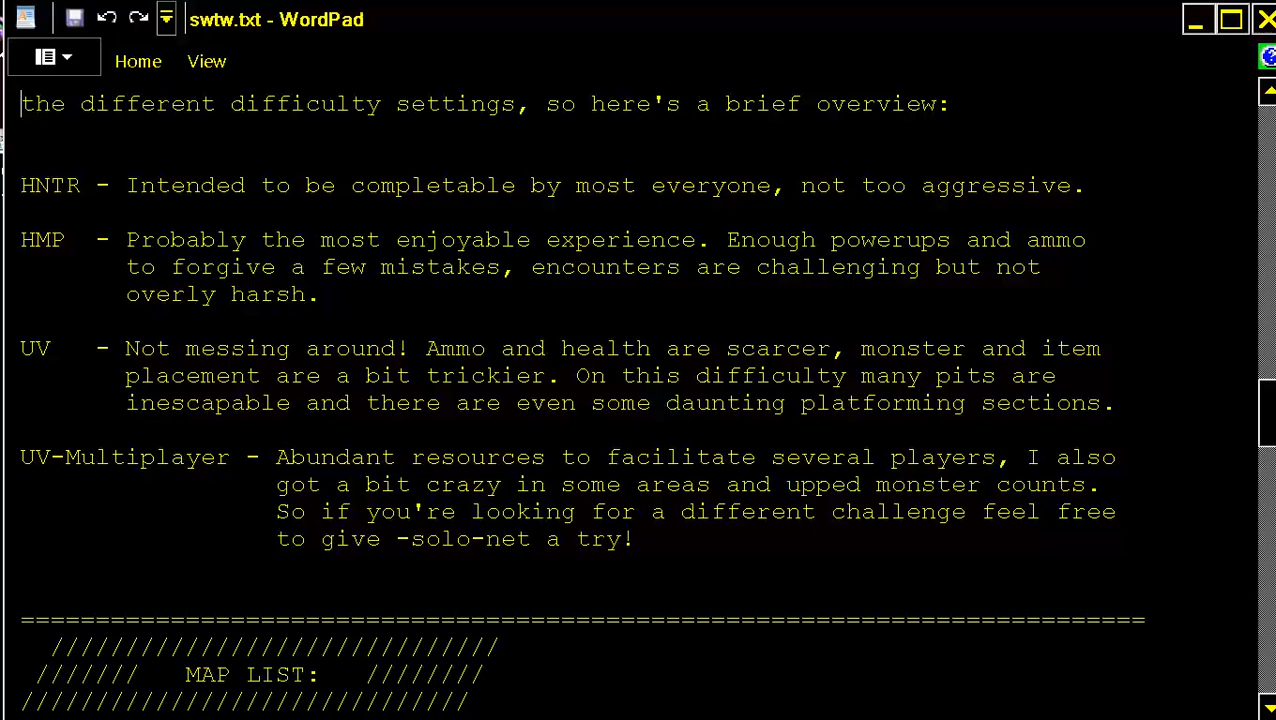 swtw.txt - WordPad
Home View
the different difficulty settings, so here's a brief overview:
HNTR - Intended to be completable by most everyone, not too aggressive.
HMP - Probably the most enjoyable experience. Enough powerups and ammo
to forgive a few mistakes, encounters are challenging but not
overly harsh.
UV - Not messing around! Ammo and health are scarcer, monster and item
placement are a bit trickier. On this difficulty many pits are
inescapable and there are even some daunting platforming sections.
UV-Multiplayer - Abundant resources to facilitate several players, I also
got a bit crazy in some areas and upped monster counts.
So if you're looking for a different challenge feel free
to give -solo-net a try!
===========================================================================
//////////////////////////////
/////// MAP LIST: ////////
//////////////////////////////